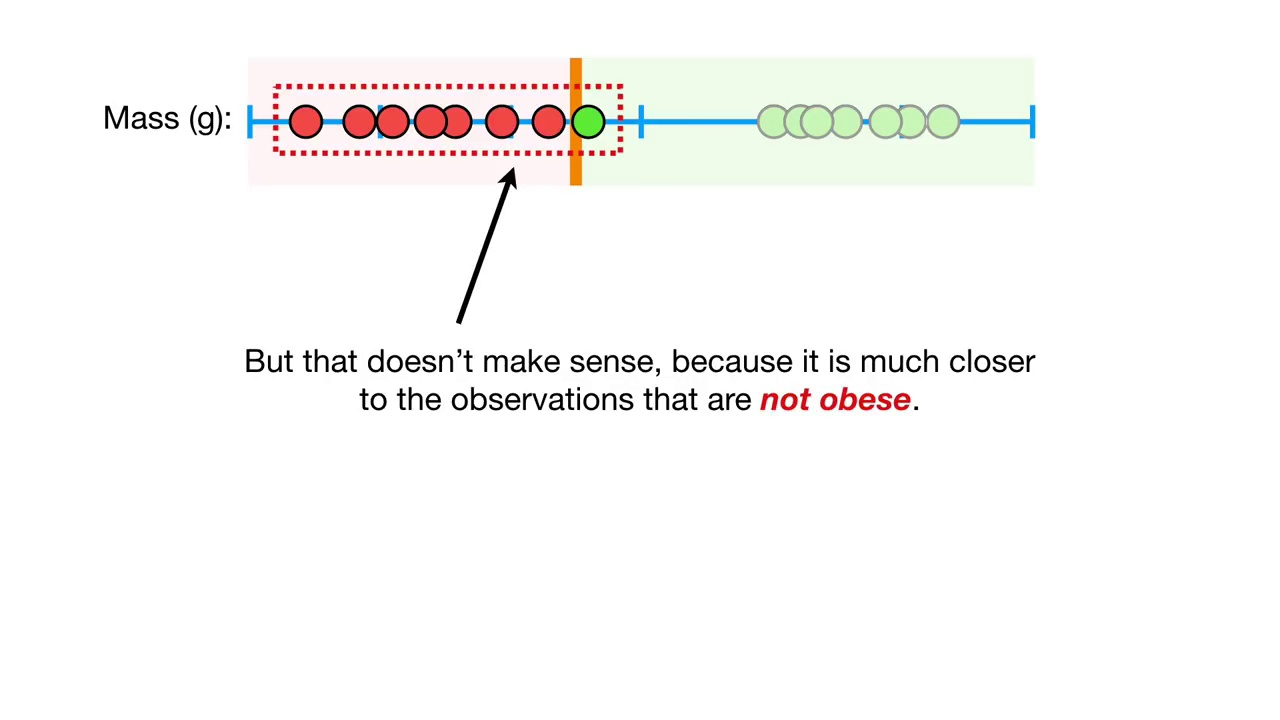 Mass (g):
But that doesn’t make sense, because it is much closer
to the observations that are not obese.